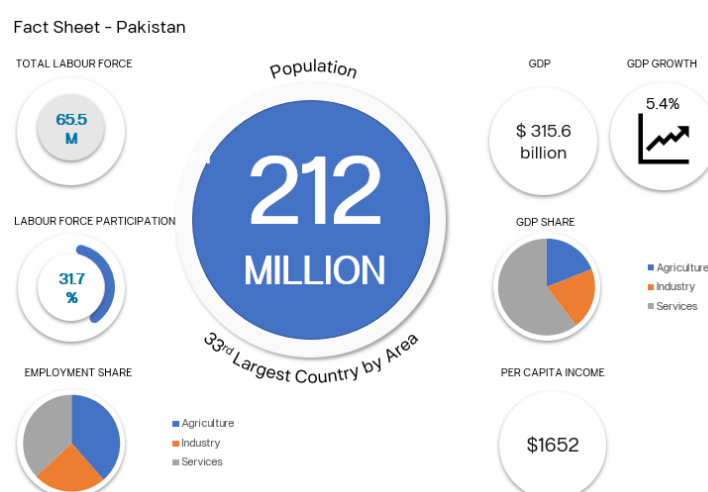 Fact Sheet - Pakistan
TOTAL LABOUR FORCE
65.5
M
LABOUR FORCE PARTICIPATION
31.7
%
EMPLOYMENT SHARE
Agriculture
Industry
Services
Population
212
MILLION
33rd Largest Country by Area
GDP
$ 315.6
billion
GDP GROWTH
5.4%
GDP SHARE
Agriculture
Industry
Services
PER CAPITA INCOME
$1652